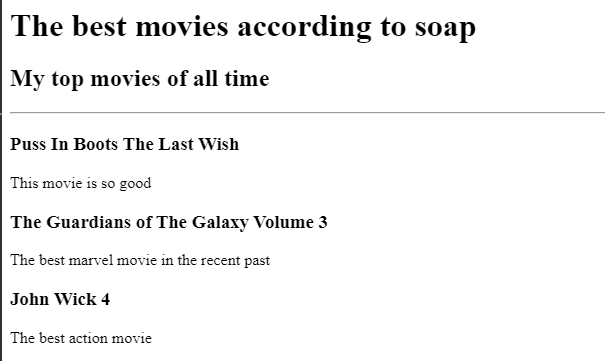 The best movies according to soap
My top movies of all time
Puss In Boots The Last Wish
This movie is so good
The Guardians of The Galaxy Volume 3
The best marvel movie in the recent past
John Wick 4
The best action movie